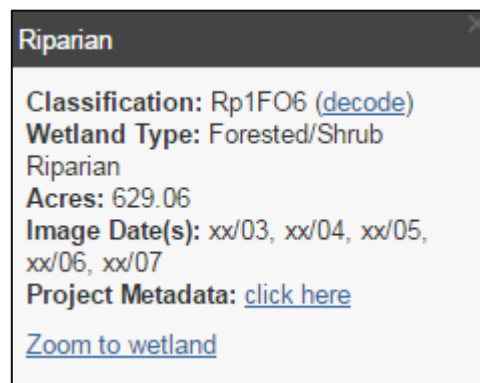 Riparian
Classification: Rp1FO6 (decode)
Wetland Type: Forested/Shrub
Riparian
Acres: 629.06
Image Date(s): xx/03, xx/04, xx/05,
xx/06, xx/07
Project Metadata: click here
Zoom to wetland